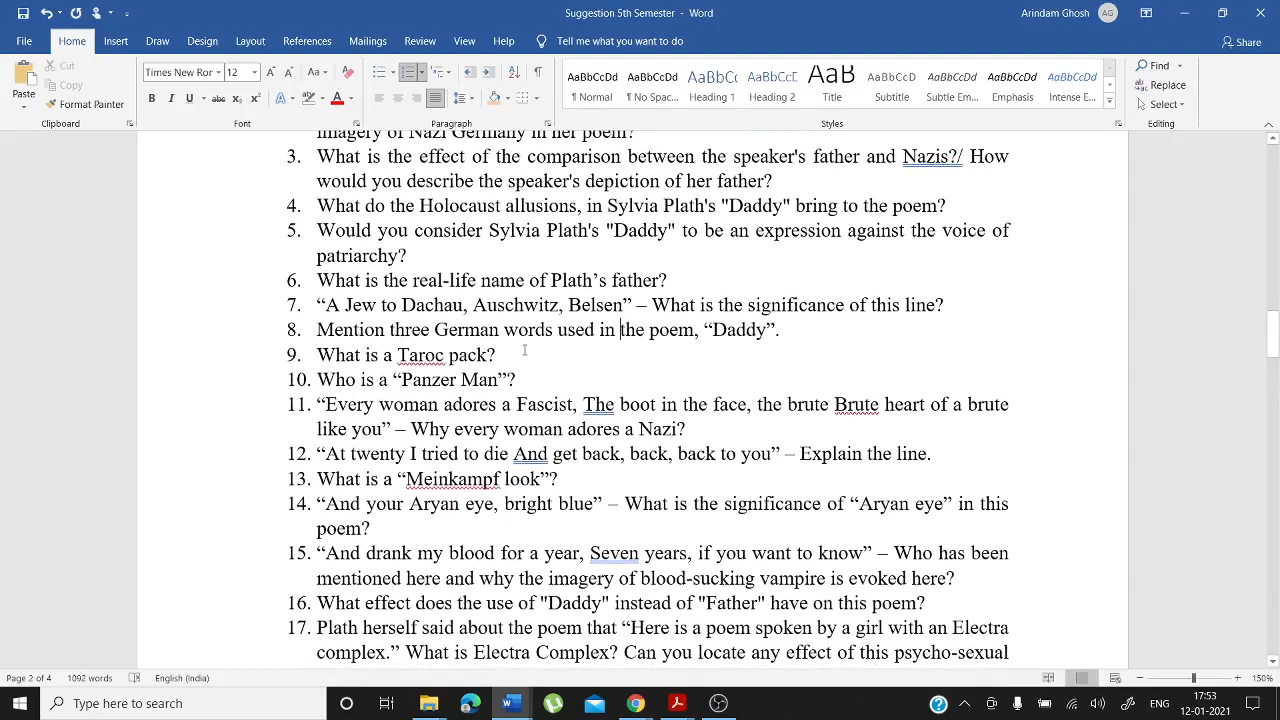 Suggestion 5th Semester - Word
Arindam Ghosh AG
File Home Insert Draw Design Layout References Mailings Review View Help Tell me what you want to do Share
Paste Cut Copy Format Painter
Times New Ror 12
AaBbCcDd AaBbCcDd AaBbCcDd AaBbCcDd AaB AaBbCcDd AaBbCcDd AaBbCcDd AaBbCcDd
¶ Normal ¶ No Spac... Heading 1 Heading 2 Title Subtitle Subtle Em... Emphasis Intense E...
Find Replace Select
Clipboard Font Paragraph Styles Editing
imagery of Nazi Germany in her poem?
3. What is the effect of the comparison between the speaker's father and Nazis?/ How
would you describe the speaker's depiction of her father?
4. What do the Holocaust allusions, in Sylvia Plath's "Daddy" bring to the poem?
5. Would you consider Sylvia Plath's "Daddy" to be an expression against the voice of
patriarchy?
6. What is the real-life name of Plath’s father?
7. “A Jew to Dachau, Auschwitz, Belsen” – What is the significance of this line?
8. Mention three German words used in the poem, “Daddy”.
9. What is a Taroc pack?
10. Who is a “Panzer Man”?
11. “Every woman adores a Fascist, The boot in the face, the brute Brute heart of a brute
like you” – Why every woman adores a Nazi?
12. “At twenty I tried to die And get back, back, back to you” – Explain the line.
13. What is a “Meinkampf look”?
14. “And your Aryan eye, bright blue” – What is the significance of “Aryan eye” in this
poem?
15. “And drank my blood for a year, Seven years, if you want to know” – Who has been
mentioned here and why the imagery of blood-sucking vampire is evoked here?
16. What effect does the use of "Daddy" instead of "Father" have on this poem?
17. Plath herself said about the poem that “Here is a poem spoken by a girl with an Electra
complex.” What is Electra Complex? Can you locate any effect of this psycho-sexual
Page 2 of 4 1092 words English (India) 150%
Type here to search
ENG 17:53
12-01-2021